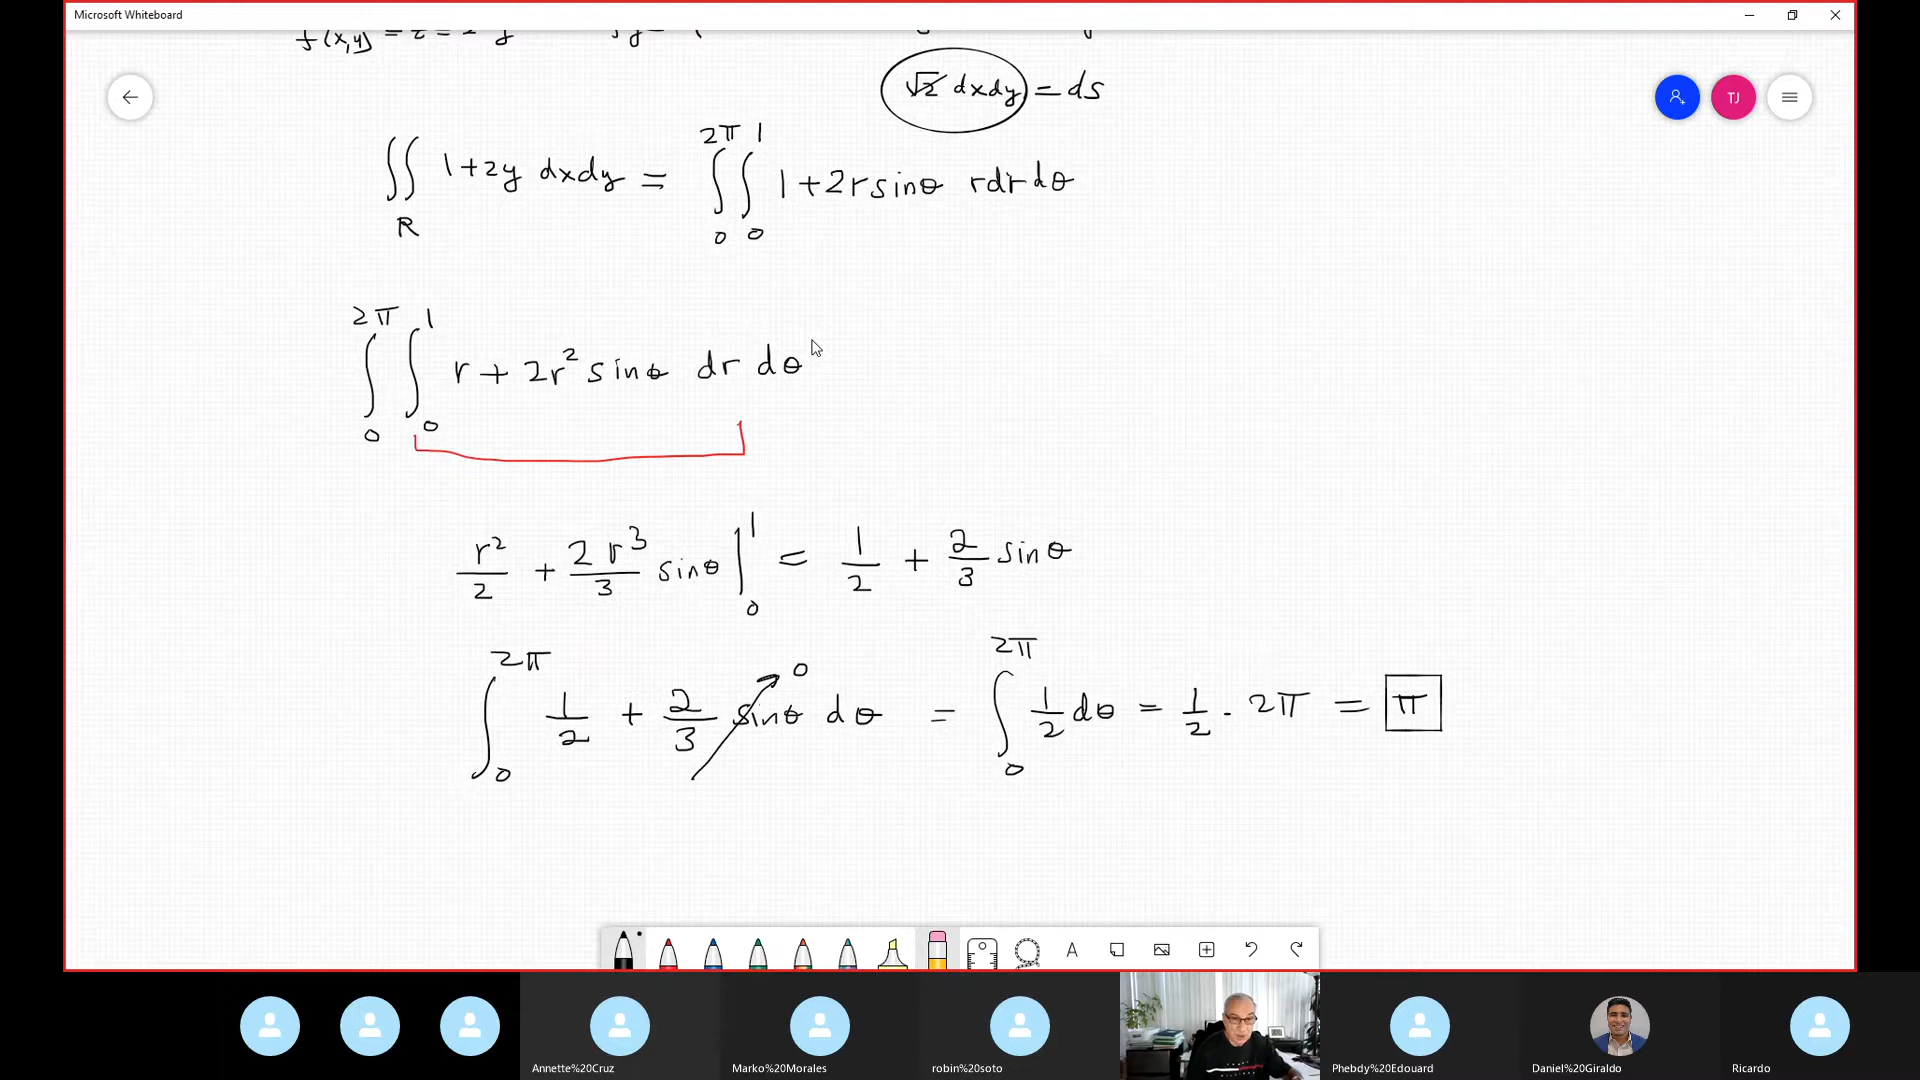 Microsoft Whiteboard
√2 dxdy = ds
∬_R 1+2y dxdy = ∫_0^{2π} ∫_0^1 1+2r sinθ rdrdθ
TJ
∫_0^{2π} ∫_0^1 r + 2r² sinθ dr dθ
r²/2 + 2r³/3 sinθ |_0^1 = 1/2 + 2/3 sinθ
∫_0^{2π} 1/2 + 2/3 sinθ dθ = ∫_0^{2π} 1/2 dθ = 1/2 · 2π = π
0
A
Annette%20Cruz
Marko%20Morales
robin%20soto
Phebdy%20Edouard
Daniel%20Giraldo
Ricardo